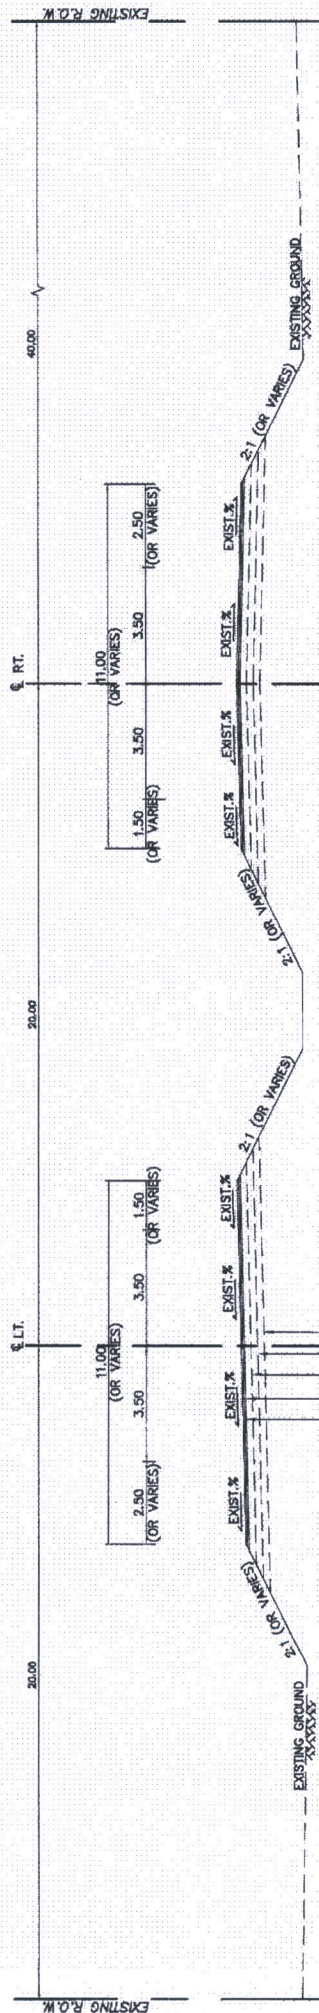 EXISTING R.O.W.
EXISTING R.O.W.
20.00
20.00
40.00
℄ LT.
℄ RT.
11.00
(OR VARIES)
2.50
(OR VARIES)
3.50
3.50
1.50
(OR VARIES)
11.00
(OR VARIES)
1.50
(OR VARIES)
3.50
3.50
2.50
(OR VARIES)
EXIST.%
EXIST.%
EXIST.%
EXIST.%
EXIST.%
EXIST.%
EXIST.%
EXIST.%
2:1 (OR VARIES)
2:1 (OR VARIES)
2:1 (OR VARIES)
2:1 (OR VARIES)
EXISTING GROUND
EXISTING GROUND